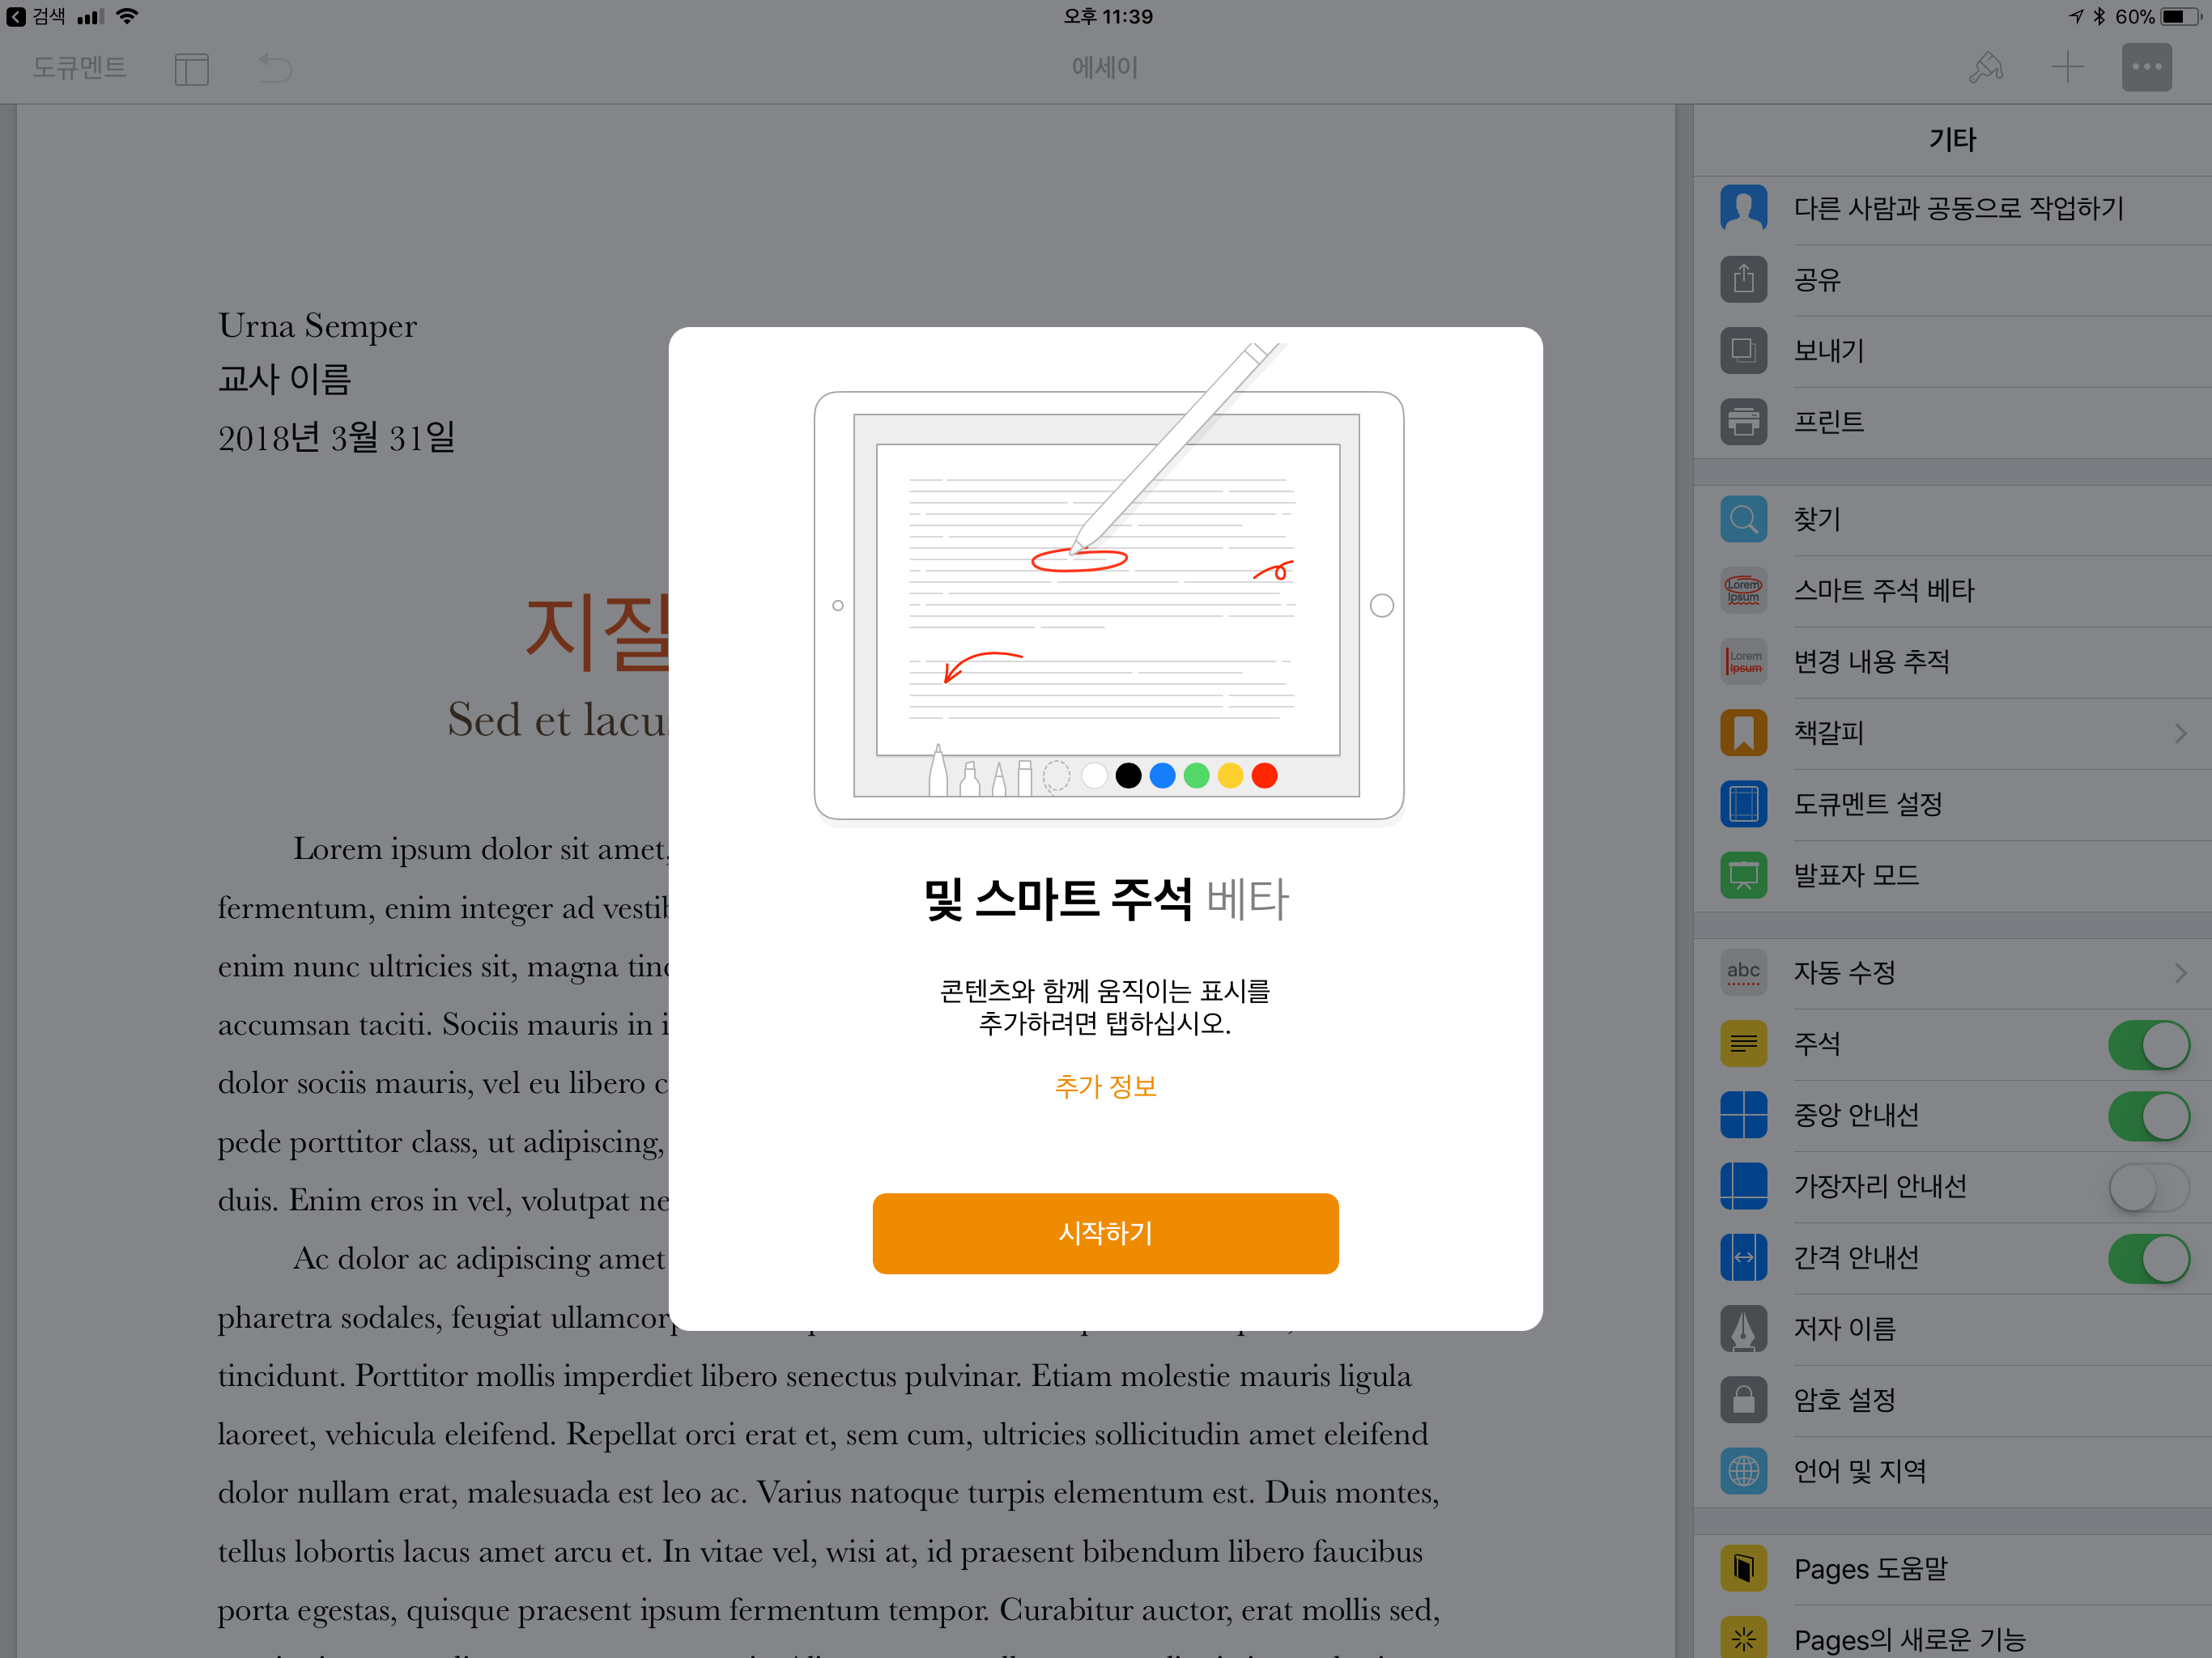 검색
오후 11:39
60%
도큐멘트
에세이
Urna Semper
교사 이름
2018년 3월 31일
지질
Sed et lacus
Lorem ipsum dolor sit amet,
fermentum, enim integer ad
enim nunc ultricies sit, magna
accumsan taciti. Sociis mauris in
dolor sociis mauris, vel eu libero
pede porttitor class, ut adipiscing,
duis. Enim eros in vel, volutpat
Ac dolor ac adipiscing amet
pharetra sodales, feugiat
tincidunt. Porttitor mollis imperdiet libero senectus pulvinar. Etiam molestie mauris ligula
laoreet, vehicula eleifend. Repellat orci erat et, sem cum, ultricies sollicitudin amet eleifend
dolor nullam erat, malesuada est leo ac. Varius natoque turpis elementum est. Duis montes,
tellus lobortis lacus amet arcu et. In vitae vel, wisi at, id praesent bibendum libero faucibus
porta egestas, quisque praesent ipsum fermentum tempor. Curabitur auctor, erat mollis sed,
및 스마트 주석 베타
콘텐츠와 함께 움직이는 표시를
추가하려면 탭하십시오.
추가 정보
시작하기
기타
다른 사람과 공동으로 작업하기
공유
보내기
프린트
찾기
Lorem
Ipsum
스마트 주석 베타
Lorem
Ipsum
변경 내용 추적
책갈피
도큐멘트 설정
발표자 모드
abc
자동 수정
주석
중앙 안내선
가장자리 안내선
간격 안내선
저자 이름
암호 설정
언어 및 지역
Pages 도움말
Pages의 새로운 기능